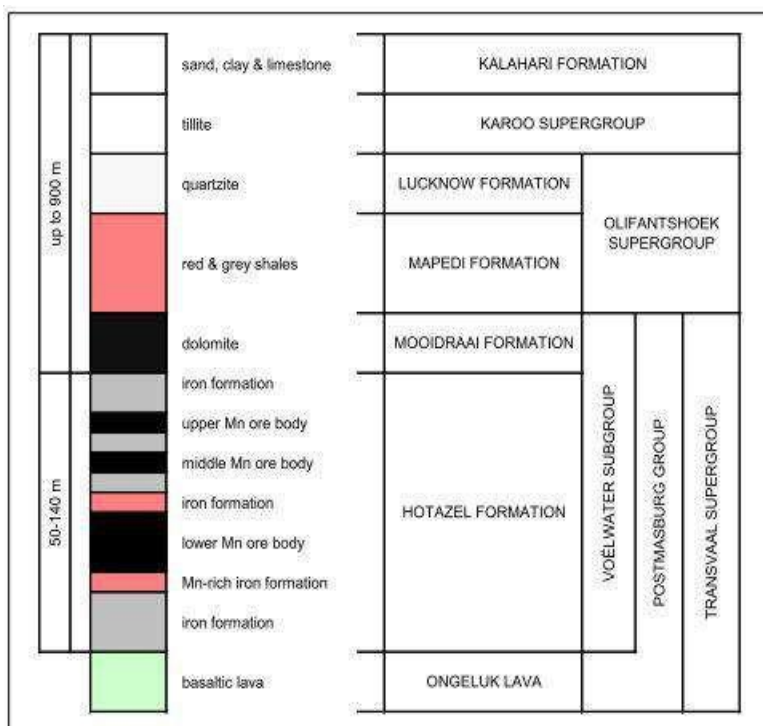 sand, clay & limestone
KALAHARI FORMATION
tillite
KAROO SUPERGROUP
up to 900 m
quartzite
LUCKNOW FORMATION
OLIFANTSHOEK
SUPERGROUP
red & grey shales
MAPEDI FORMATION
dolomite
MOOIDRAAI FORMATION
iron formation
upper Mn ore body
middle Mn ore body
50-140 m
iron formation
HOTAZEL FORMATION
VOËLWATER SUBGROUP
POSTMASBURG GROUP
TRANSVAAL SUPERGROUP
lower Mn ore body
Mn-rich iron formation
iron formation
basaltic lava
ONGELUK LAVA